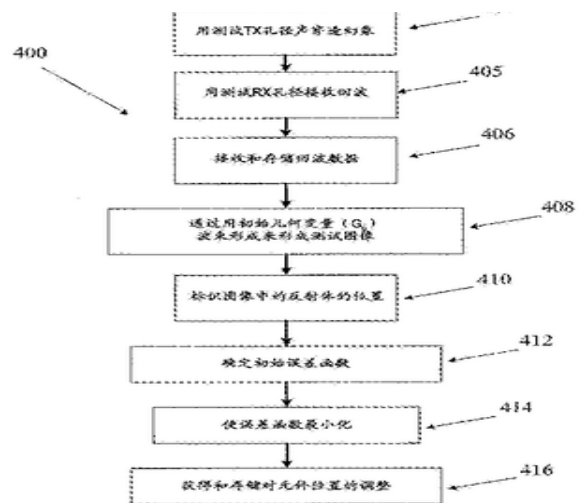 用测试TX孔径声穿透幻象
400
405
用测试RX孔径接收回波
406
接收和存储回波数据
408
通过用初始几何变量（G₀）
波束形成来形成测试图像
410
标识图像中的反射体的位置
412
确定初始误差函数
414
使误差函数最小化
416
获得和存储对元件位置的调整